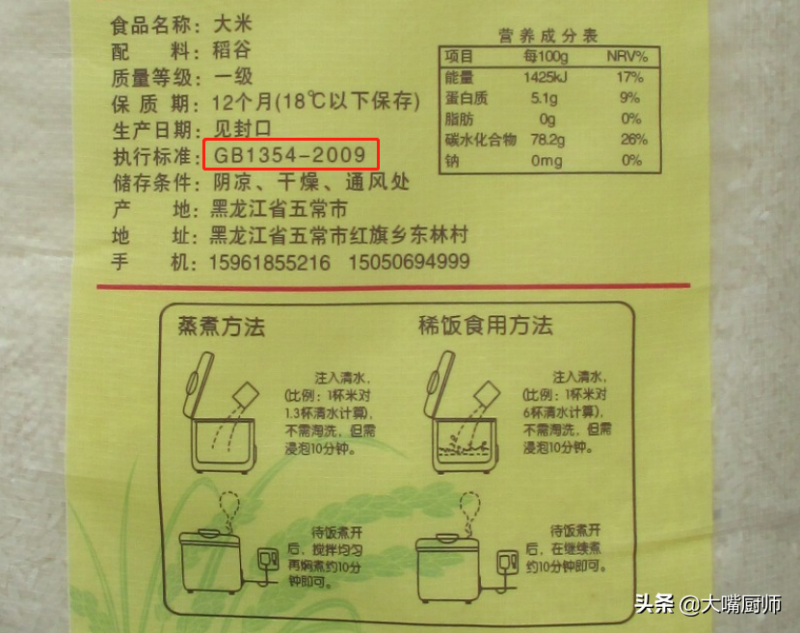 食品名称：大米
配 料：稻谷
质量等级：一级
保 质 期：12个月(18℃以下保存)
生产日期：见封口
执行标准：GB1354-2009
储存条件：阴凉、干燥、通风处
产 地：黑龙江省五常市
地 址：黑龙江省五常市红旗乡东林村
手 机：15961855216 15050694999
营养成分表
项目 每100g NRV%
能量 1425kJ 17%
蛋白质 5.1g 9%
脂肪 0g 0%
碳水化合物 78.2g 26%
钠 0mg 0%
蒸煮方法
注入清水，
(比例：1杯米对
1.3杯清水计算)，
不需淘洗，但需
浸泡10分钟。
待饭煮开
后，搅拌均匀
再焖煮约10分
钟即可。
稀饭食用方法
注入清水，
(比例：1杯米对
6杯清水计算)，
不需淘洗，但需
浸泡10分钟。
待饭煮开
后，在继续煮
约10分钟即可。
头条 @大嘴厨师